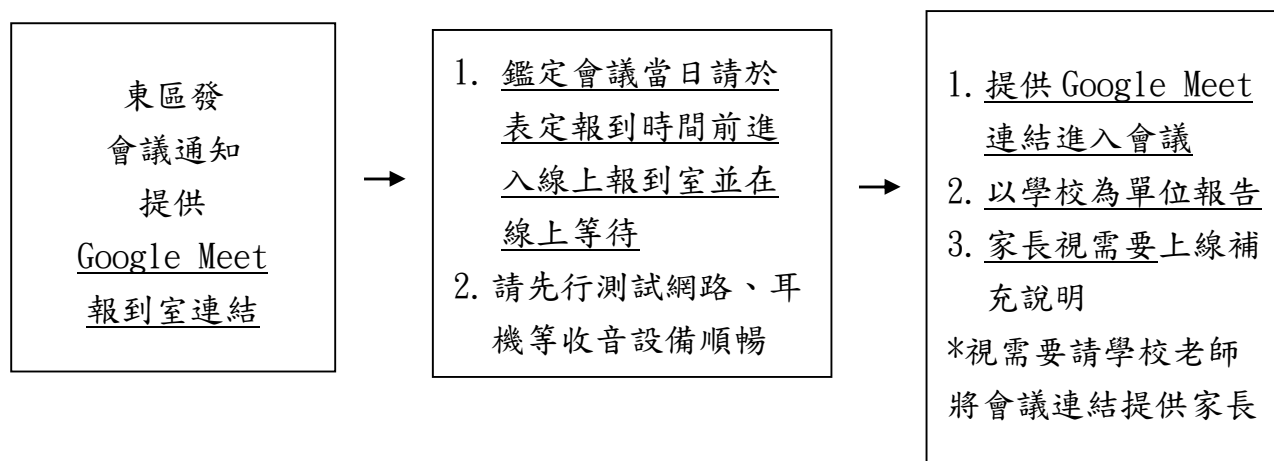 東區發
會議通知
提供
Google Meet
報到室連結
1. 鑑定會議當日請於
表定報到時間前進
入線上報到室並在
線上等待
2. 請先行測試網路、耳
機等收音設備順暢
1. 提供 Google Meet
連結進入會議
2. 以學校為單位報告
3. 家長視需要上線補
充說明
*視需要請學校老師
將會議連結提供家長